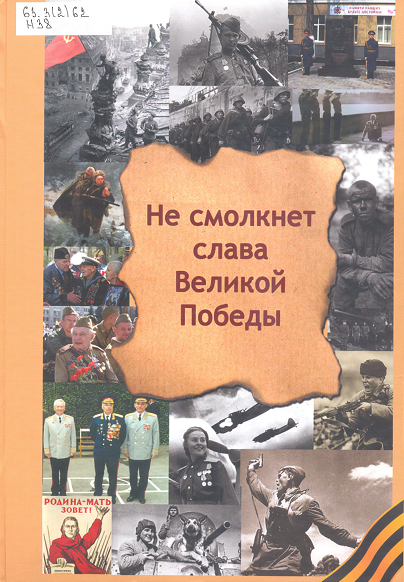 63.3(2)62
Н38
Не смолкнет
слава
Великой
Победы
РОДИНА-МАТЬ
ЗОВЕТ!